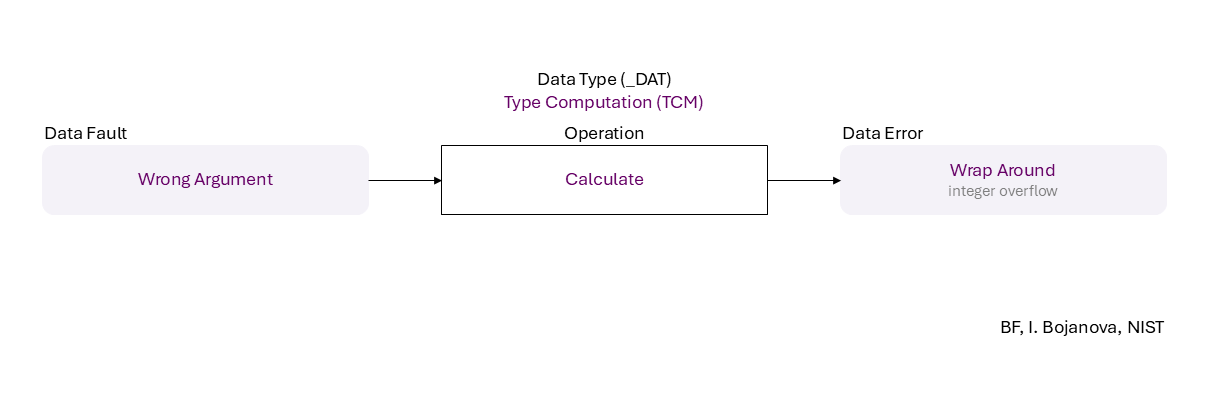 Data Type (_DAT)
Type Computation (TCM)
Data Fault
Operation
Data Error
Wrong Argument
Calculate
Wrap Around
integer overflow
BF, I. Bojanova, NIST